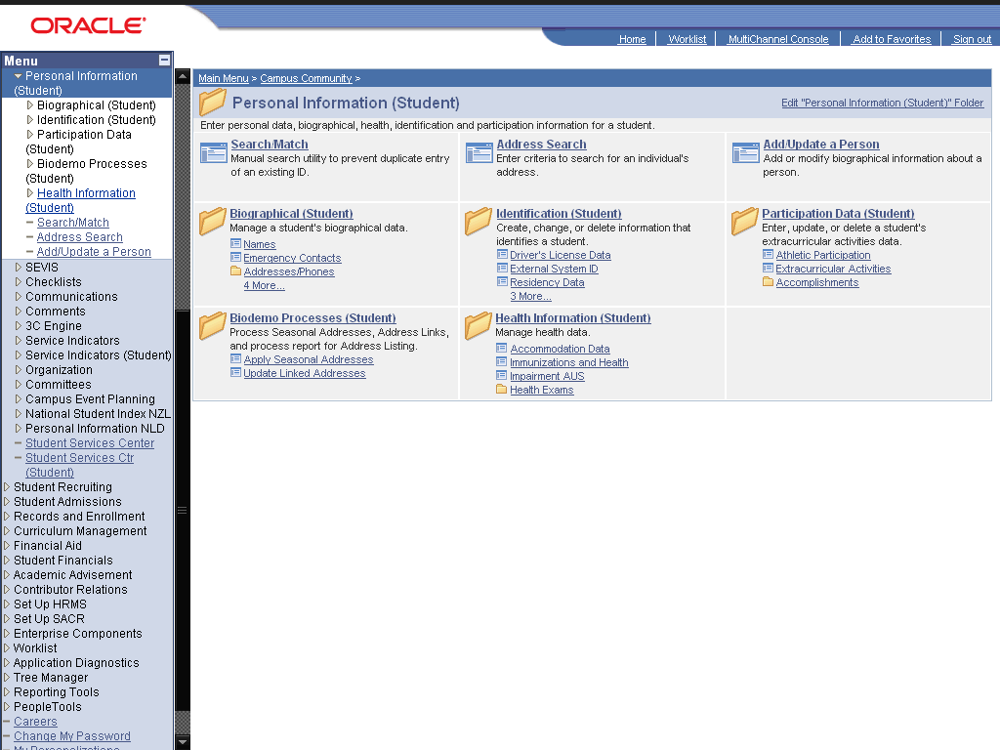 ORACLE
Home
Worklist
MultiChannel Console
Add to Favorites
Sign out
Menu
Personal Information
(Student)
Biographical (Student)
Identification (Student)
Participation Data
(Student)
Biodemo Processes
(Student)
Health Information
(Student)
Search/Match
Address Search
Add/Update a Person
SEVIS
Checklists
Communications
Comments
3C Engine
Service Indicators
Service Indicators (Student)
Organization
Committees
Campus Event Planning
National Student Index NZL
Personal Information NLD
Student Services Center
Student Services Ctr
(Student)
Student Recruiting
Student Admissions
Records and Enrollment
Curriculum Management
Financial Aid
Student Financials
Academic Advisement
Contributor Relations
Set Up HRMS
Set Up SACR
Enterprise Components
Worklist
Application Diagnostics
Tree Manager
Reporting Tools
PeopleTools
Careers
Change My Password
My Personalizations
Main Menu > Campus Community >
Personal Information (Student)
Edit "Personal Information (Student)" Folder
Enter personal data, biographical, health, identification and participation information for a student.
Search/Match
Manual search utility to prevent duplicate entry
of an existing ID.
Address Search
Enter criteria to search for an individual's
address.
Add/Update a Person
Add or modify biographical information about a
person.
Biographical (Student)
Manage a student's biographical data.
Names
Emergency Contacts
Addresses/Phones
4 More...
Identification (Student)
Create, change, or delete information that
identifies a student.
Driver's License Data
External System ID
Residency Data
3 More...
Participation Data (Student)
Enter, update, or delete a student's
extracurricular activities data.
Athletic Participation
Extracurricular Activities
Accomplishments
Biodemo Processes (Student)
Process Seasonal Addresses, Address Links,
and process report for Address Listing.
Apply Seasonal Addresses
Update Linked Addresses
Health Information (Student)
Manage health data.
Accommodation Data
Immunizations and Health
Impairment AUS
Health Exams